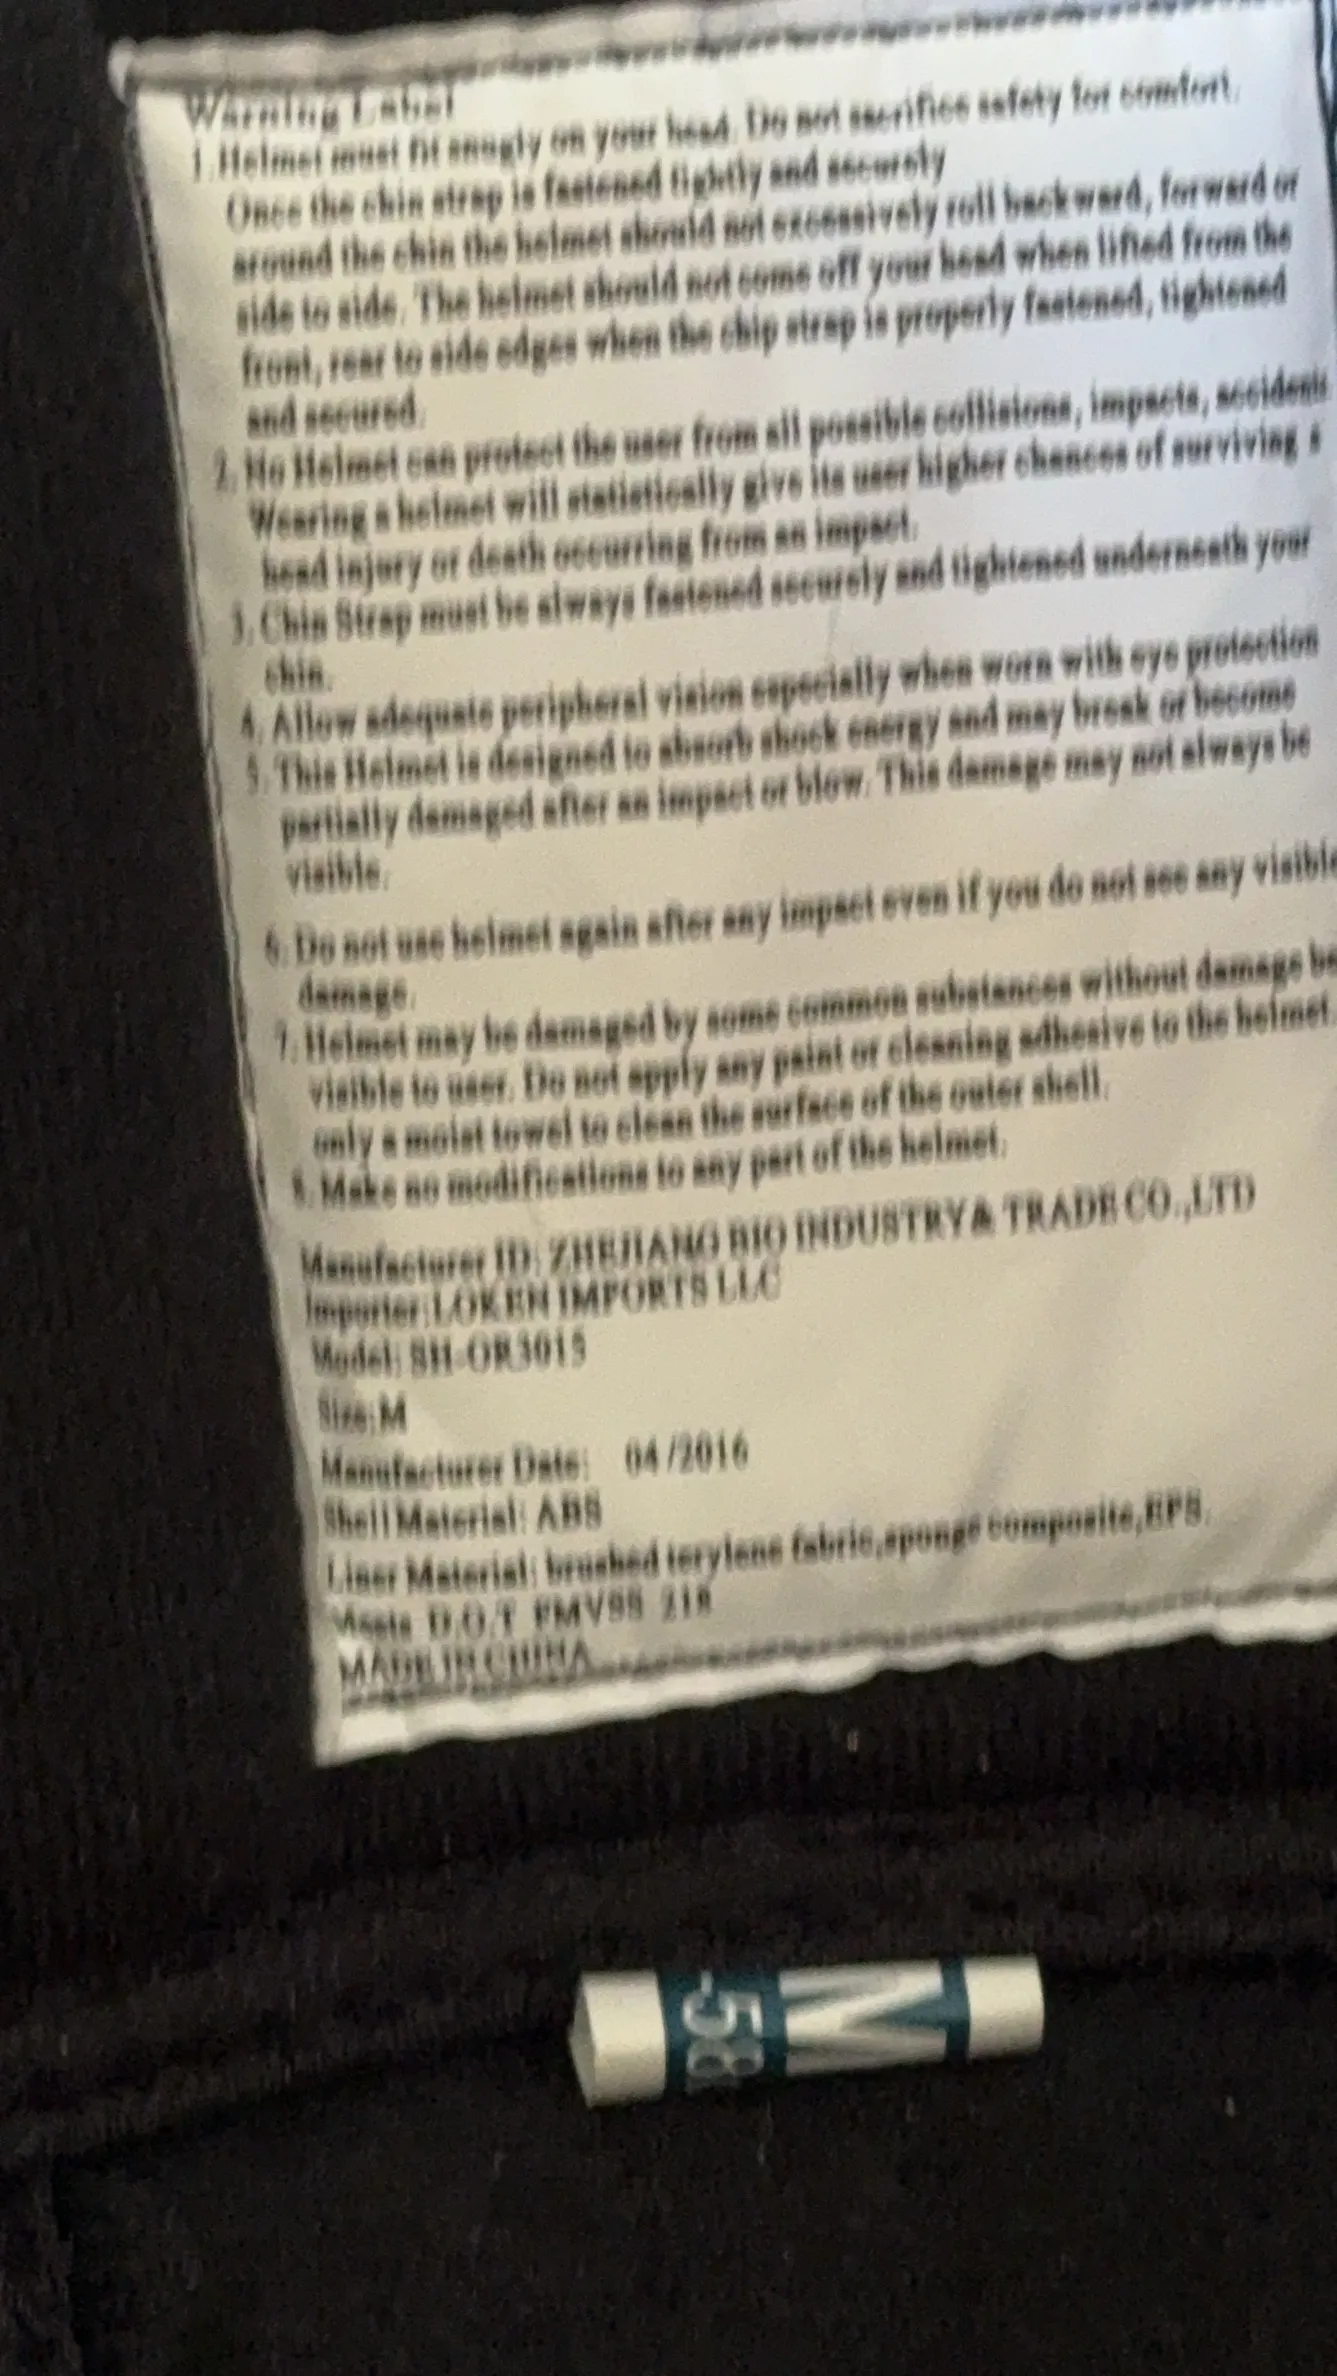 Warning Label
1. Helmet must fit snugly on your head. Do not sacrifice safety for comfort.
Once the chin strap is fastened tightly and securely
around the chin the helmet should not excessively roll backward, forward or
side to side. The helmet should not come off your head when lifted from the
front, rear to side edges when the chip strap is properly fastened, tightened
and secured.
2. No Helmet can protect the user from all possible collisions, impacts, accidents
Wearing a helmet will statistically give its user higher chances of surviving a
head injury or death occurring from an impact.
3. Chin Strap must be always fastened securely and tightened underneath your
chin.
4. Allow adequate peripheral vision especially when worn with eye protection
5. This Helmet is designed to absorb shock energy and may break or become
partially damaged after an impact or blow. This damage may not always be
visible.
6. Do not use helmet again after any impact even if you do not see any visible
damage.
7. Helmet may be damaged by some common substances without damage be
visible to user. Do not apply any paint or cleaning adhesive to the helmet.
only a moist towel to clean the surface of the outer shell.
8. Make no modifications to any part of the helmet.
Manufacturer ID: ZHEJIANG BIO INDUSTRY& TRADE CO.,LTD
Importer:LOKEN IMPORTS LLC
Model: SH-OR3015
Size:M
Manufacturer Date: 04/2016
Shell Material: ABS
Liner Material: brushed terylene fabric,sponge composite,EPS.
Meets D.O.T FMVSS 218
MADE IN CHINA
M
-58